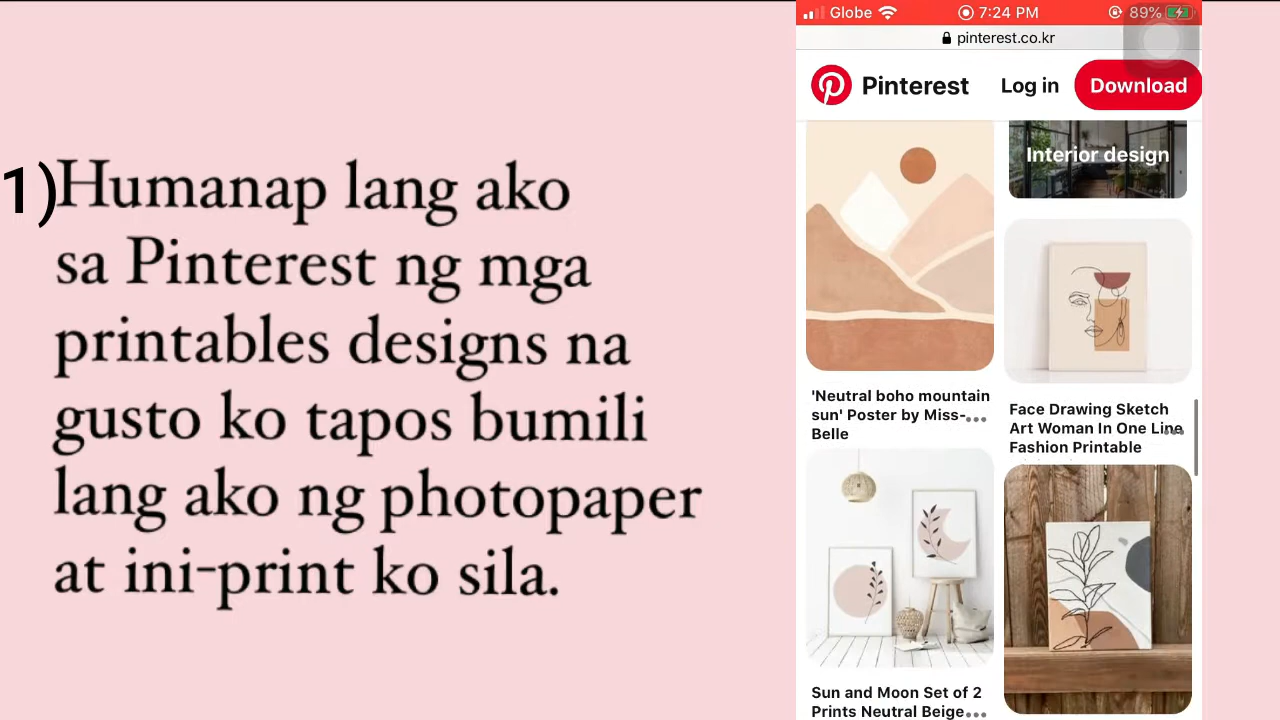 1)Humanap lang ako
sa Pinterest ng mga
printables designs na
gusto ko tapos bumili
lang ako ng photopaper
at ini-print ko sila.
Globe 7:24 PM 89%
pinterest.co.kr
Pinterest Log in Download
Interior design
'Neutral boho mountain
sun' Poster by Miss-
Belle
Face Drawing Sketch
Art Woman In One Line
Fashion Printable
Sun and Moon Set of 2
Prints Neutral Beige